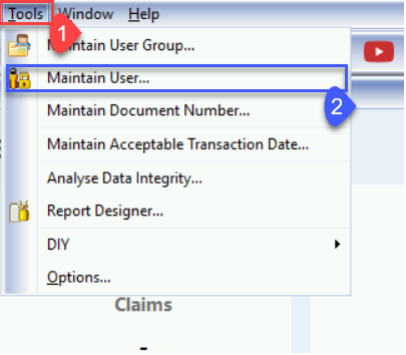 Tools Window Help
1
Maintain User Group...
Maintain User...
2
Maintain Document Number...
Maintain Acceptable Transaction Date...
Analyse Data Integrity...
Report Designer...
DIY
Options...
Claims
-